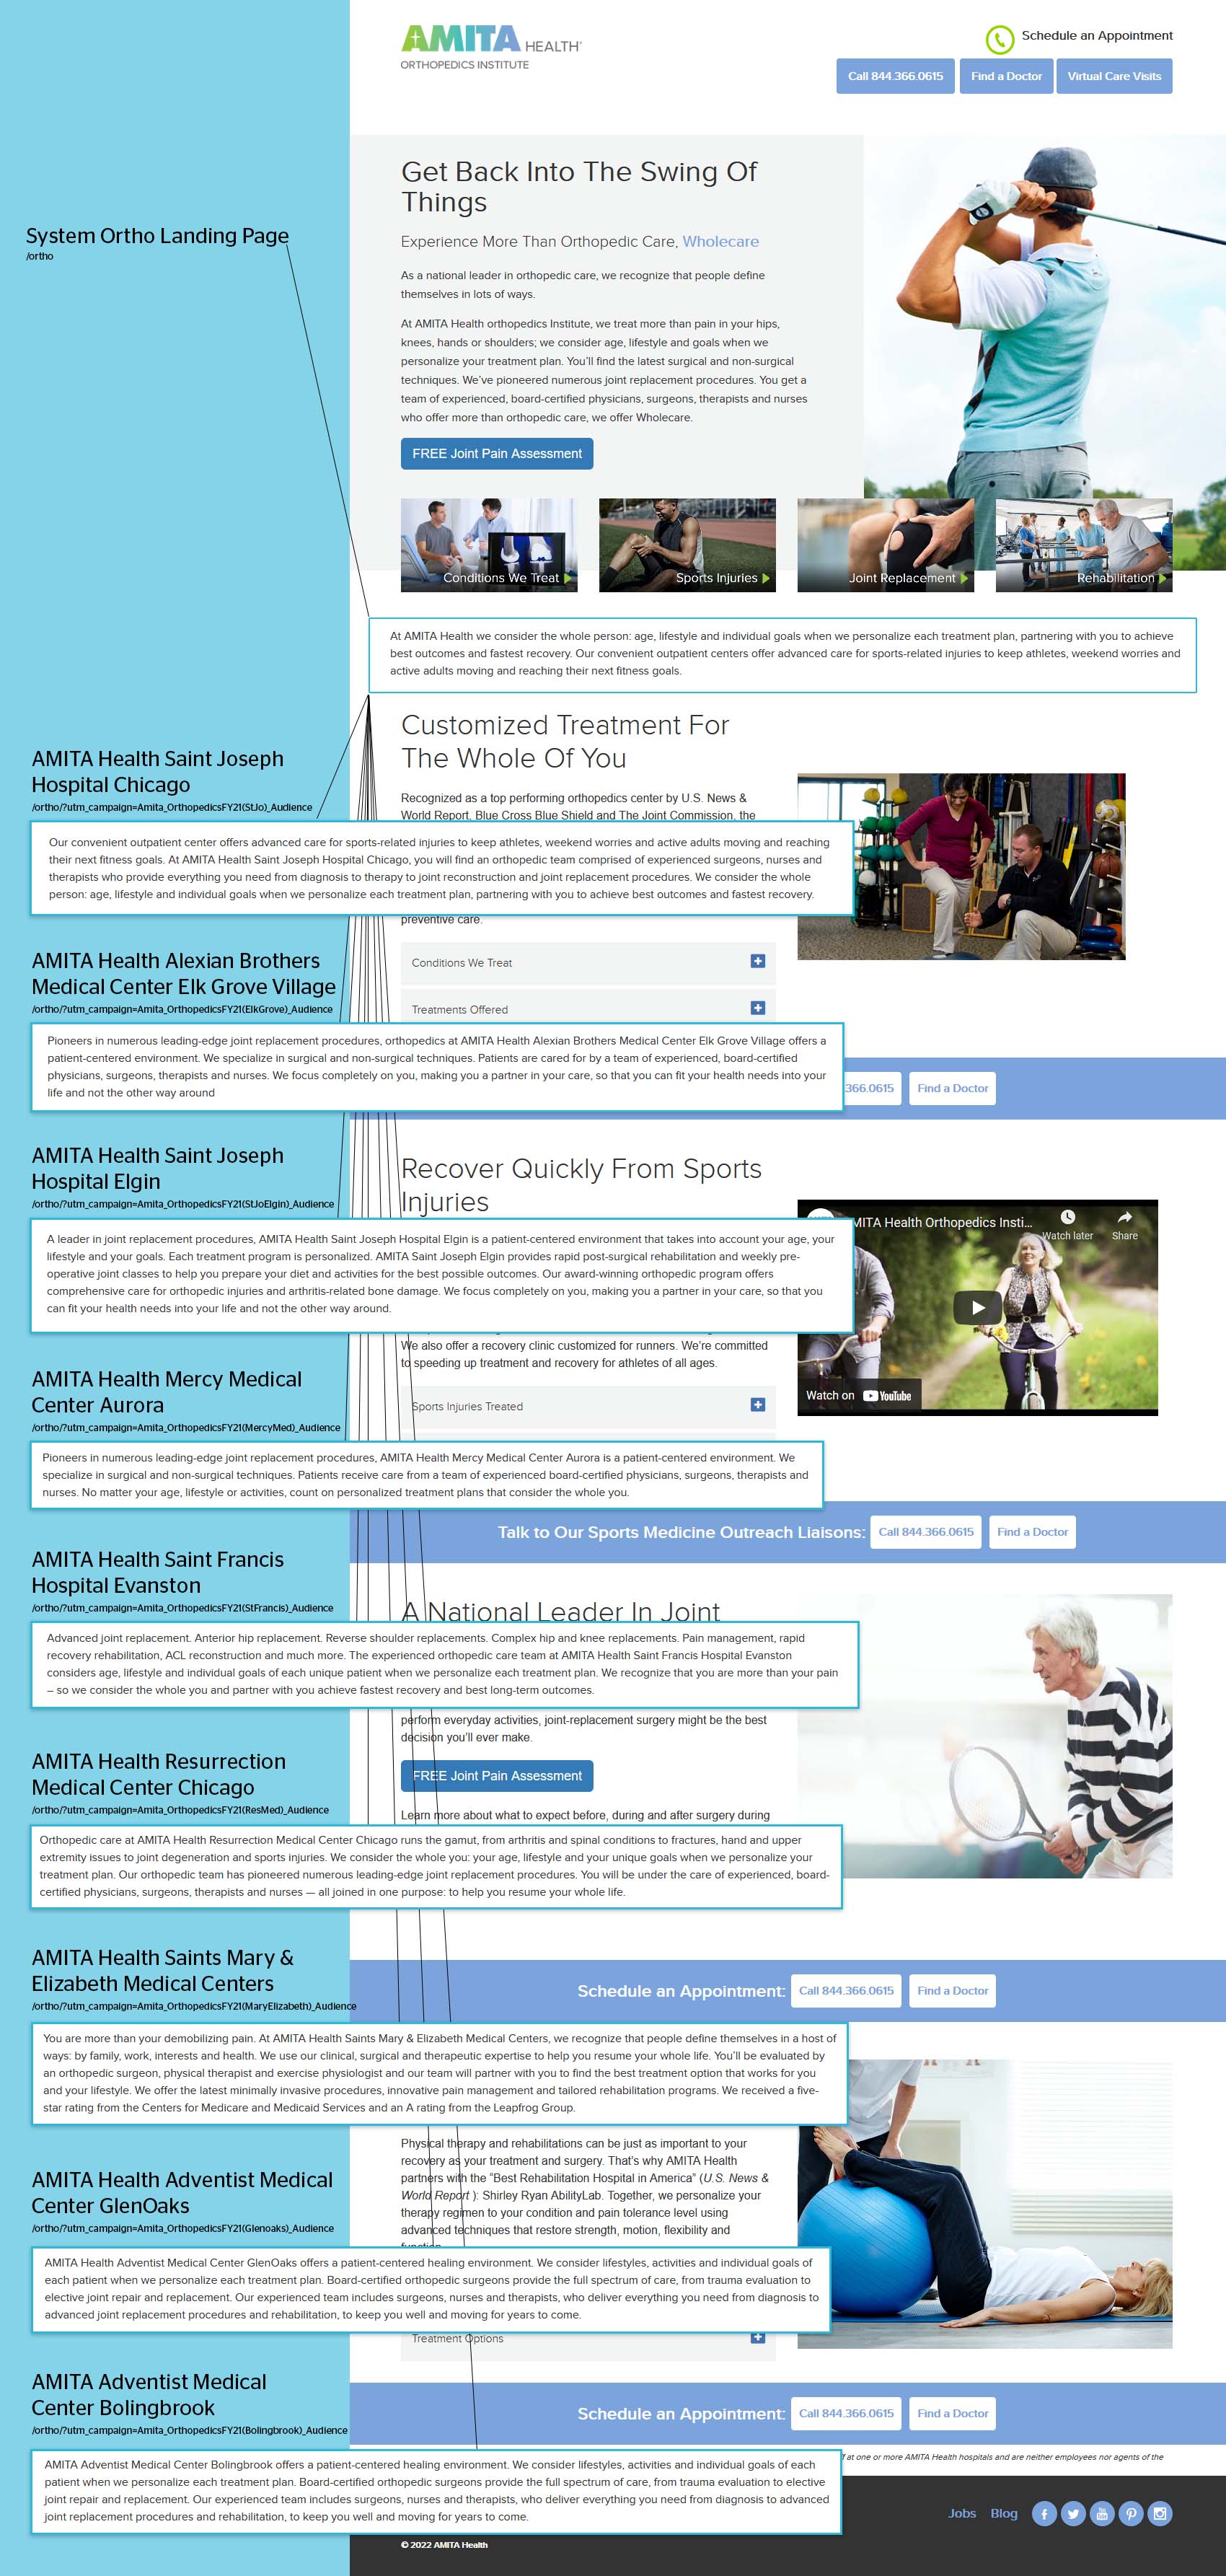 AMITA HEALTH®
ORTHOPEDICS INSTITUTE
Schedule an Appointment
Call 844.366.0615
Find a Doctor
Virtual Care Visits
System Ortho Landing Page
/ortho
Get Back Into The Swing Of
Things
Experience More Than Orthopedic Care, Wholecare
As a national leader in orthopedic care, we recognize that people define
themselves in lots of ways.
At AMITA Health orthopedics Institute, we treat more than pain in your hips,
knees, hands or shoulders; we consider age, lifestyle and goals when we
personalize your treatment plan. You'll find the latest surgical and non-surgical
techniques. We've pioneered numerous joint replacement procedures. You get a
team of experienced, board-certified physicians, surgeons, therapists and nurses
who offer more than orthopedic care, we offer Wholecare.
FREE Joint Pain Assessment
Conditions We Treat
Sports Injuries
Joint Replacement
Rehabilitation
At AMITA Health we consider the whole person: age, lifestyle and individual goals when we personalize each treatment plan, partnering with you to achieve
best outcomes and fastest recovery. Our convenient outpatient centers offer advanced care for sports-related injuries to keep athletes, weekend worries and
active adults moving and reaching their next fitness goals.
Customized Treatment For
The Whole Of You
Recognized as a top performing orthopedics center by U.S. News &
World Report, Blue Cross Blue Shield and The Joint Commission, the
AMITA Health Saint Joseph
Hospital Chicago
/ortho/?utm_campaign=Amita_OrthopedicsFY21(StJo)_Audience
Our convenient outpatient center offers advanced care for sports-related injuries to keep athletes, weekend worries and active adults moving and reaching
their next fitness goals. At AMITA Health Saint Joseph Hospital Chicago, you will find an orthopedic team comprised of experienced surgeons, nurses and
therapists who provide everything you need from diagnosis to therapy to joint reconstruction and joint replacement procedures. We consider the whole
person: age, lifestyle and individual goals when we personalize each treatment plan, partnering with you to achieve best outcomes and fastest recovery.
preventive care.
Conditions We Treat
Treatments Offered
AMITA Health Alexian Brothers
Medical Center Elk Grove Village
/ortho/?utm_campaign=Amita_OrthopedicsFY21(ElkGrove)_Audience
Pioneers in numerous leading-edge joint replacement procedures, orthopedics at AMITA Health Alexian Brothers Medical Center Elk Grove Village offers a
patient-centered environment. We specialize in surgical and non-surgical techniques. Patients are cared for by a team of experienced, board-certified
physicians, surgeons, therapists and nurses. We focus completely on you, making you a partner in your care, so that you can fit your health needs into your
life and not the other way around
366.0615
Find a Doctor
AMITA Health Saint Joseph
Hospital Elgin
/ortho/?utm_campaign=Amita_OrthopedicsFY21(StJoElgin)_Audience
Recover Quickly From Sports
Injuries
A leader in joint replacement procedures, AMITA Health Saint Joseph Hospital Elgin is a patient-centered environment that takes into account your age, your
lifestyle and your goals. Each treatment program is personalized. AMITA Saint Joseph Elgin provides rapid post-surgical rehabilitation and weekly pre-
operative joint classes to help you prepare your diet and activities for the best possible outcomes. Our award-winning orthopedic program offers
comprehensive care for orthopedic injuries and arthritis-related bone damage. We focus completely on you, making you a partner in your care, so that you
can fit your health needs into your life and not the other way around.
MITA Health Orthopedics Insti...
Watch later
Share
Watch on YouTube
We also offer a recovery clinic customized for runners. We're committed
to speeding up treatment and recovery for athletes of all ages.
Sports Injuries Treated
AMITA Health Mercy Medical
Center Aurora
/ortho/?utm_campaign=Amita_OrthopedicsFY21(MercyMed)_Audience
Pioneers in numerous leading-edge joint replacement procedures, AMITA Health Mercy Medical Center Aurora is a patient-centered environment. We
specialize in surgical and non-surgical techniques. Patients receive care from a team of experienced board-certified physicians, surgeons, therapists and
nurses. No matter your age, lifestyle or activities, count on personalized treatment plans that consider the whole you.
Talk to Our Sports Medicine Outreach Liaisons:
Call 844.366.0615
Find a Doctor
AMITA Health Saint Francis
Hospital Evanston
/ortho/?utm_campaign=Amita_OrthopedicsFY21(StFrancis)_Audience
A National Leader In Joint
Advanced joint replacement. Anterior hip replacement. Reverse shoulder replacements. Complex hip and knee replacements. Pain management, rapid
recovery rehabilitation, ACL reconstruction and much more. The experienced orthopedic care team at AMITA Health Saint Francis Hospital Evanston
considers age, lifestyle and individual goals of each unique patient when we personalize each treatment plan. We recognize that you are more than your pain
– so we consider the whole you and partner with you achieve fastest recovery and best long-term outcomes.
perform everyday activities, joint-replacement surgery might be the best
decision you'll ever make.
FREE Joint Pain Assessment
Learn more about what to expect before, during and after surgery during
AMITA Health Resurrection
Medical Center Chicago
/ortho/?utm_campaign=Amita_OrthopedicsFY21(ResMed)_Audience
Orthopedic care at AMITA Health Resurrection Medical Center Chicago runs the gamut, from arthritis and spinal conditions to fractures, hand and upper
extremity issues to joint degeneration and sports injuries. We consider the whole you: your age, lifestyle and your unique goals when we personalize your
treatment plan. Our orthopedic team has pioneered numerous leading-edge joint replacement procedures. You will be under the care of experienced, board-
certified physicians, surgeons, therapists and nurses — all joined in one purpose: to help you resume your whole life.
AMITA Health Saints Mary &
Elizabeth Medical Centers
/ortho/?utm_campaign=Amita_OrthopedicsFY21(MaryElizabeth)_Audience
Schedule an Appointment:
Call 844.366.0615
Find a Doctor
You are more than your demobilizing pain. At AMITA Health Saints Mary & Elizabeth Medical Centers, we recognize that people define themselves in a host of
ways: by family, work, interests and health. We use our clinical, surgical and therapeutic expertise to help you resume your whole life. You'll be evaluated by
an orthopedic surgeon, physical therapist and exercise physiologist and our team will partner with you to find the best treatment option that works for you
and your lifestyle. We offer the latest minimally invasive procedures, innovative pain management and tailored rehabilitation programs. We received a five-
star rating from the Centers for Medicare and Medicaid Services and an A rating from the Leapfrog Group.
Physical therapy and rehabilitations can be just as important to your
recovery as your treatment and surgery. That's why AMITA Health
partners with the "Best Rehabilitation Hospital in America" (U.S. News &
World Report ): Shirley Ryan AbilityLab. Together, we personalize your
therapy regimen to your condition and pain tolerance level using
advanced techniques that restore strength, motion, flexibility and
function.
AMITA Health Adventist Medical
Center GlenOaks
/ortho/?utm_campaign=Amita_OrthopedicsFY21(Glenoaks)_Audience
AMITA Health Adventist Medical Center GlenOaks offers a patient-centered healing environment. We consider lifestyles, activities and individual goals of
each patient when we personalize each treatment plan. Board-certified orthopedic surgeons provide the full spectrum of care, from trauma evaluation to
elective joint repair and replacement. Our experienced team includes surgeons, nurses and therapists, who deliver everything you need from diagnosis to
advanced joint replacement procedures and rehabilitation, to keep you well and moving for years to come.
Treatment Options
AMITA Adventist Medical
Center Bolingbrook
/ortho/?utm_campaign=Amita_OrthopedicsFY21(Bolingbrook)_Audience
Schedule an Appointment:
Call 844.366.0615
Find a Doctor
at one or more AMITA Health hospitals and are neither employees nor agents of the
AMITA Adventist Medical Center Bolingbrook offers a patient-centered healing environment. We consider lifestyles, activities and individual goals of each
patient when we personalize each treatment plan. Board-certified orthopedic surgeons provide the full spectrum of care, from trauma evaluation to elective
joint repair and replacement. Our experienced team includes surgeons, nurses and therapists, who deliver everything you need from diagnosis to advanced
joint replacement procedures and rehabilitation, to keep you well and moving for years to come.
Jobs
Blog
© 2022 AMITA Health